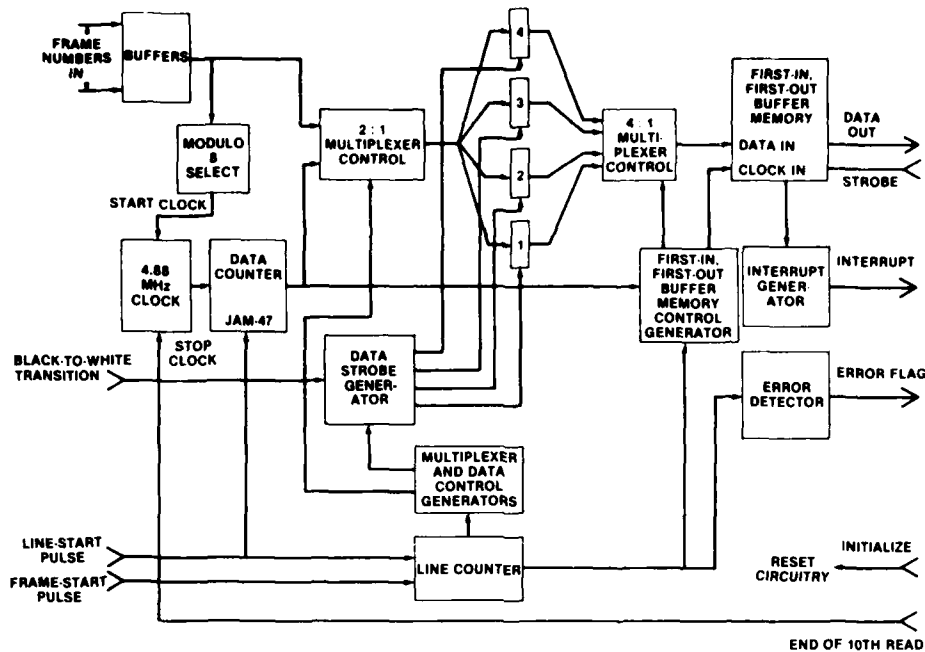 FRAME
NUMBERS
IN
BUFFERS
MODULO
8
SELECT
START CLOCK
4.88
MHz
CLOCK
DATA
COUNTER
JAM-47
STOP
CLOCK
2 : 1
MULTIPLEXER
CONTROL
4
3
2
1
4 : 1
MULTI-
PLEXER
CONTROL
FIRST-IN,
FIRST-OUT
BUFFER
MEMORY
DATA IN
CLOCK IN
DATA
OUT
STROBE
FIRST-IN,
FIRST-OUT
BUFFER
MEMORY
CONTROL
GENERATOR
INTERRUPT
GENER-
ATOR
INTERRUPT
BLACK-TO-WHITE
TRANSITION
DATA
STROBE
GENER-
ATOR
ERROR
DETECTOR
ERROR FLAG
MULTIPLEXER
AND DATA
CONTROL
GENERATORS
LINE-START
PULSE
FRAME-START
PULSE
LINE COUNTER
RESET
CIRCUITRY
INITIALIZE
END OF 10TH READ